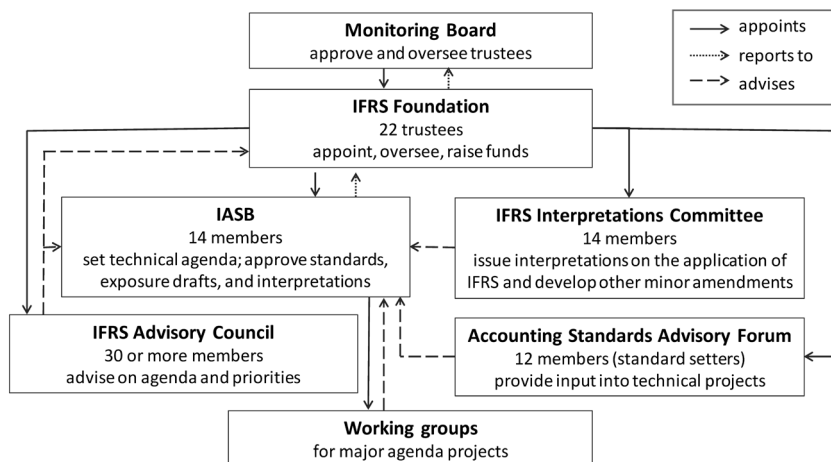 Monitoring Board
approve and oversee trustees
appoints
reports to
advises
IFRS Foundation
22 trustees
appoint, oversee, raise funds
IASB
14 members
set technical agenda; approve standards,
exposure drafts, and interpretations
IFRS Interpretations Committee
14 members
issue interpretations on the application of
IFRS and develop other minor amendments
IFRS Advisory Council
30 or more members
advise on agenda and priorities
Accounting Standards Advisory Forum
12 members (standard setters)
provide input into technical projects
Working groups
for major agenda projects